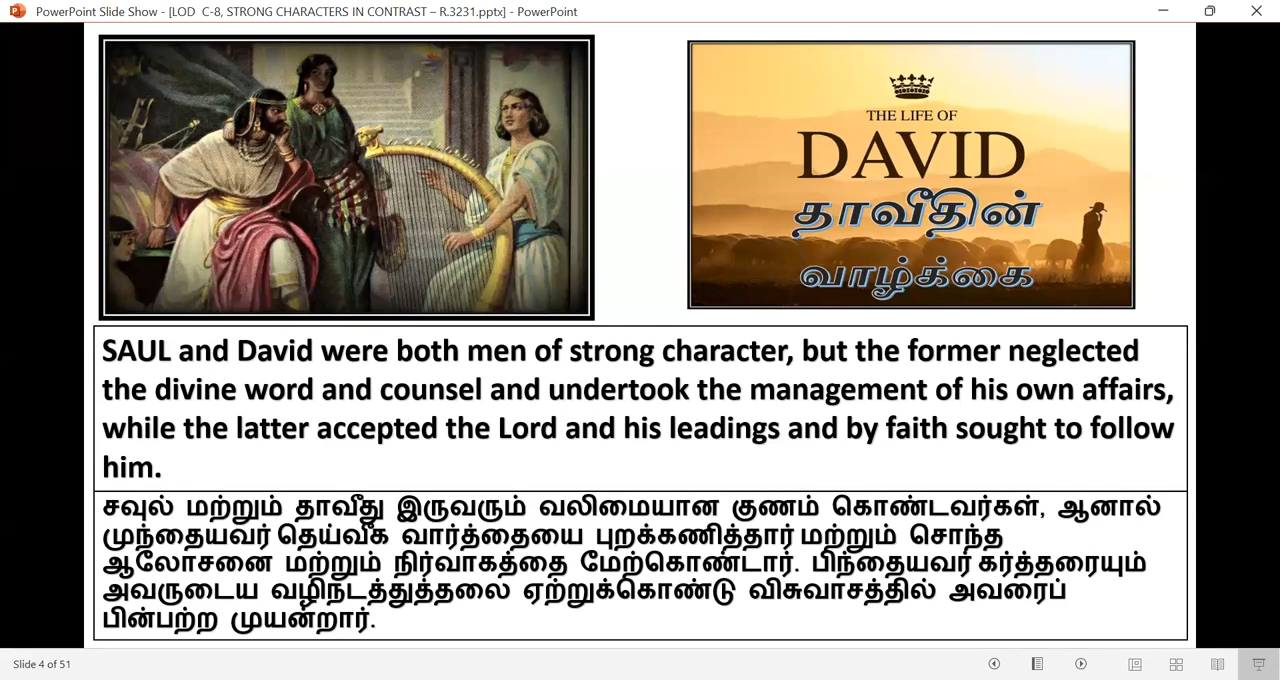 PowerPoint Slide Show - [LOD  C-8, STRONG CHARACTERS IN CONTRAST – R.3231.pptx] - PowerPoint
THE LIFE OF
DAVID
தாவீதின்
வாழ்க்கை
SAUL and David were both men of strong character, but the former neglected
the divine word and counsel and undertook the management of his own affairs,
while the latter accepted the Lord and his leadings and by faith sought to follow
him.
சவுல் மற்றும் தாவீது இருவரும் வலிமையான குணம் கொண்டவர்கள், ஆனால்
முந்தையவர் தெய்வீக வார்த்தையை புறக்கணித்தார் மற்றும் சொந்த
ஆலோசனை மற்றும் நிர்வாகத்தை மேற்கொண்டார். பிந்தையவர் கர்த்தரையும்
அவருடைய வழிநடத்துத்தலை ஏற்றுக்கொண்டு விசுவாசத்தில் அவரைப்
பின்பற்ற முயன்றார்.
Slide 4 of 51